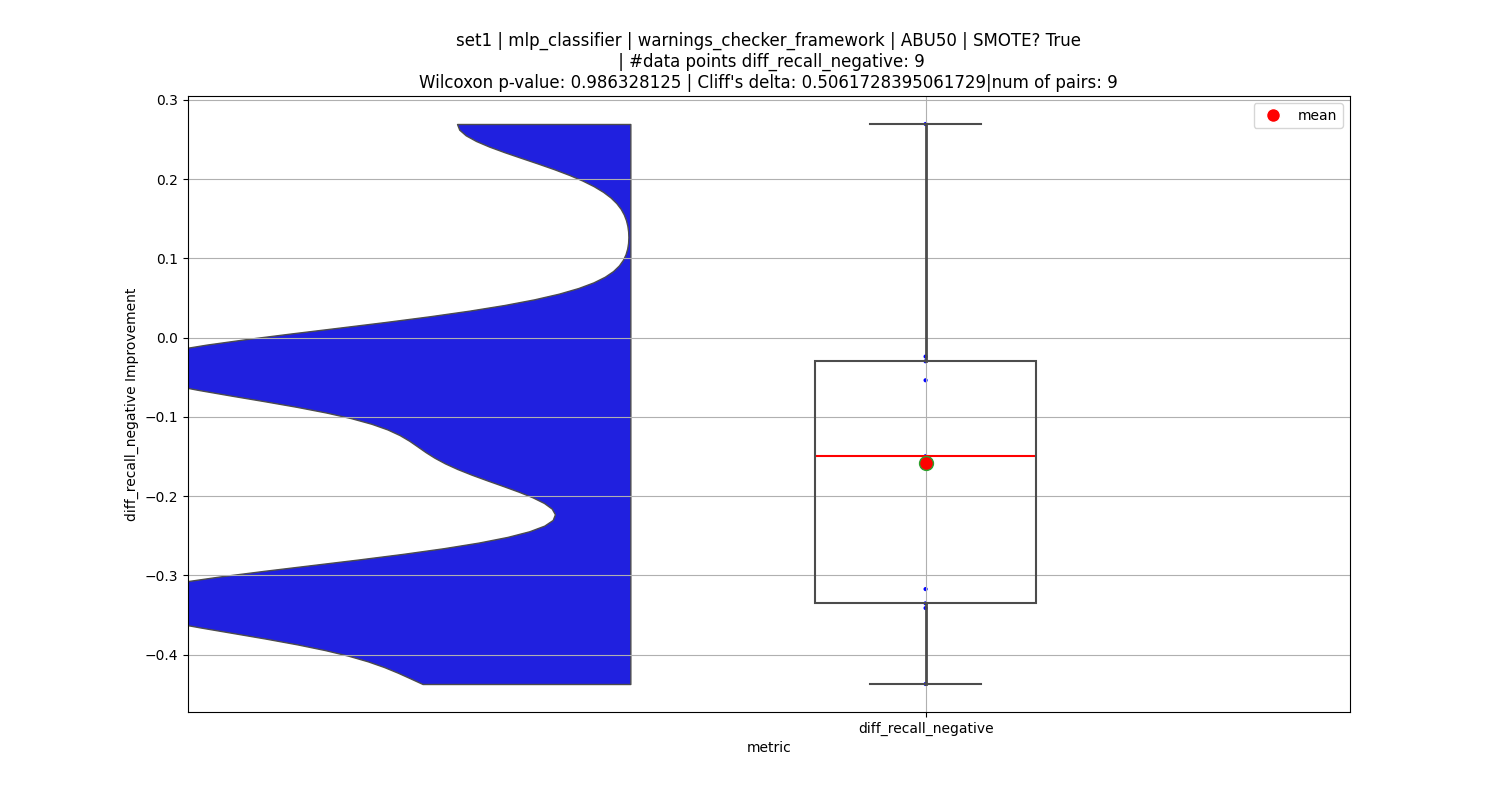 set1 | mlp_classifier | warnings_checker_framework | ABU50 | SMOTE? True
| #data points diff_recall_negative: 9
Wilcoxon p-value: 0.986328125 | Cliff's delta: 0.5061728395061729|num of pairs: 9
mean
0.3
0.2
0.1
0.0
−0.1
−0.2
−0.3
−0.4
diff_recall_negative Improvement
diff_recall_negative
metric